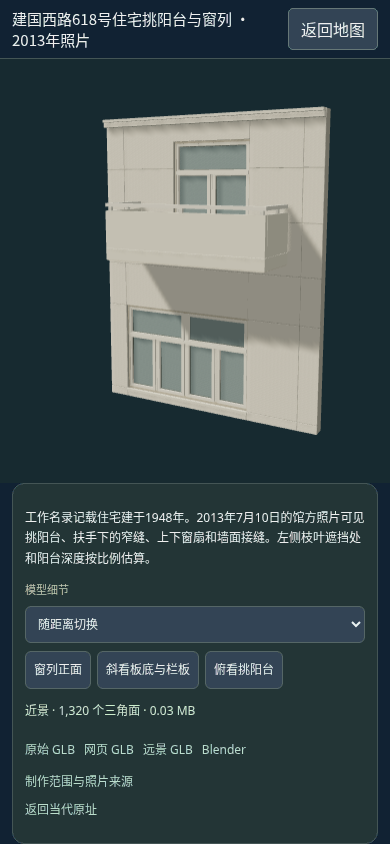 建国西路618号住宅挑阳台与窗列 ·
2013年照片
返回地图
工作名录记载住宅建于1948年。2013年7月10日的馆方照片可见
挑阳台、扶手下的窄缝、上下窗扇和墙面接缝。左侧枝叶遮挡处
和阳台深度按比例估算。
模型细节
随距离切换
窗列正面 斜看板底与栏板 俯看挑阳台
近景 · 1,320 个三角面 · 0.03 MB
原始 GLB 网页 GLB 远景 GLB Blender
制作范围与照片来源
返回当代原址